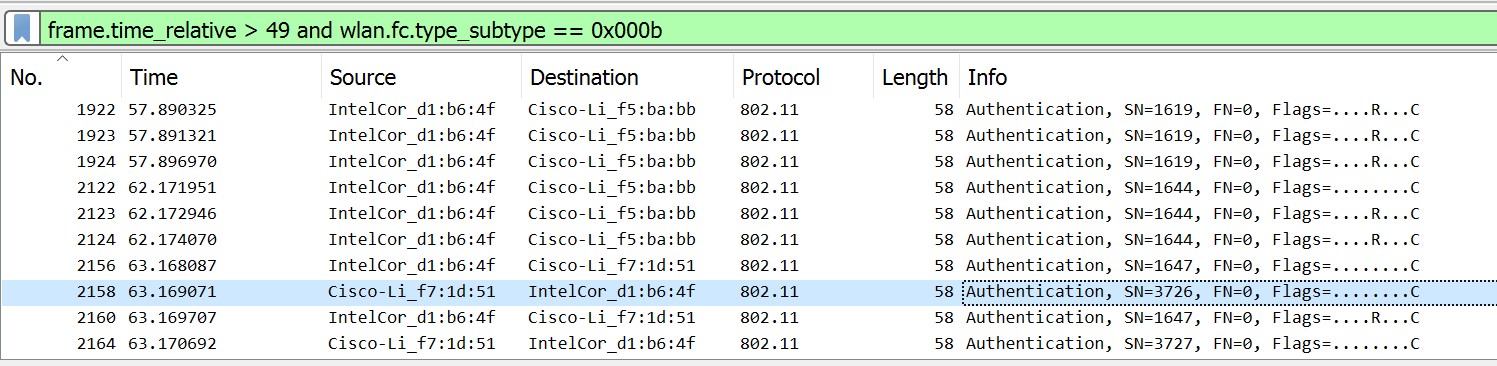 frame.time_relative > 49 and wlan.fc.type_subtype == 0x000b
No. Time Source Destination Protocol Length Info
1922 57.890325 IntelCor_d1:b6:4f Cisco-Li_f5:ba:bb 802.11 58 Authentication, SN=1619, FN=0, Flags=....R...C
1923 57.891321 IntelCor_d1:b6:4f Cisco-Li_f5:ba:bb 802.11 58 Authentication, SN=1619, FN=0, Flags=....R...C
1924 57.896970 IntelCor_d1:b6:4f Cisco-Li_f5:ba:bb 802.11 58 Authentication, SN=1619, FN=0, Flags=....R...C
2122 62.171951 IntelCor_d1:b6:4f Cisco-Li_f5:ba:bb 802.11 58 Authentication, SN=1644, FN=0, Flags=........C
2123 62.172946 IntelCor_d1:b6:4f Cisco-Li_f5:ba:bb 802.11 58 Authentication, SN=1644, FN=0, Flags=....R...C
2124 62.174070 IntelCor_d1:b6:4f Cisco-Li_f5:ba:bb 802.11 58 Authentication, SN=1644, FN=0, Flags=....R...C
2156 63.168087 IntelCor_d1:b6:4f Cisco-Li_f7:1d:51 802.11 58 Authentication, SN=1647, FN=0, Flags=........C
2158 63.169071 Cisco-Li_f7:1d:51 IntelCor_d1:b6:4f 802.11 58 Authentication, SN=3726, FN=0, Flags=........C
2160 63.169707 IntelCor_d1:b6:4f Cisco-Li_f7:1d:51 802.11 58 Authentication, SN=1647, FN=0, Flags=....R...C
2164 63.170692 Cisco-Li_f7:1d:51 IntelCor_d1:b6:4f 802.11 58 Authentication, SN=3727, FN=0, Flags=........C